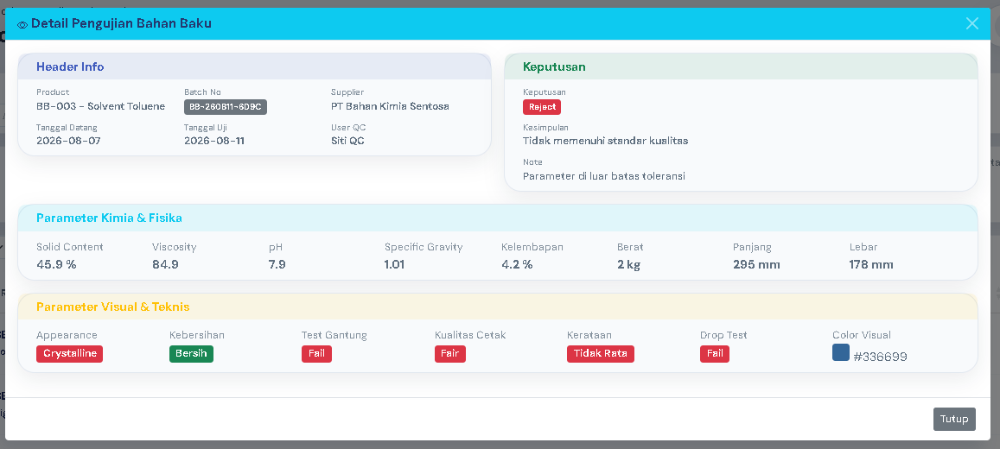 Detail Pengujian Bahan Baku
Header Info
Product
Batch No
Supplier
BB-003 - Solvent Toluene
BB-260811-6D9C
PT Bahan Kimia Sentosa
Tanggal Datang
Tanggal Uji
User QC
2026-08-07
2026-08-11
Siti QC
Keputusan
Keputusan
Reject
Kesimpulan
Tidak memenuhi standar kualitas
Note
Parameter di luar batas toleransi
Parameter Kimia & Fisika
Solid Content
Viscosity
pH
Specific Gravity
Kelembapan
Berat
Panjang
Lebar
45.9 %
84.9
7.9
1.01
4.2 %
2 kg
295 mm
178 mm
Parameter Visual & Teknis
Appearance
Kebersihan
Test Gantung
Kualitas Cetak
Kerataan
Drop Test
Color Visual
Crystalline
Bersih
Fail
Fair
Tidak Rata
Fail
#336699
Tutup